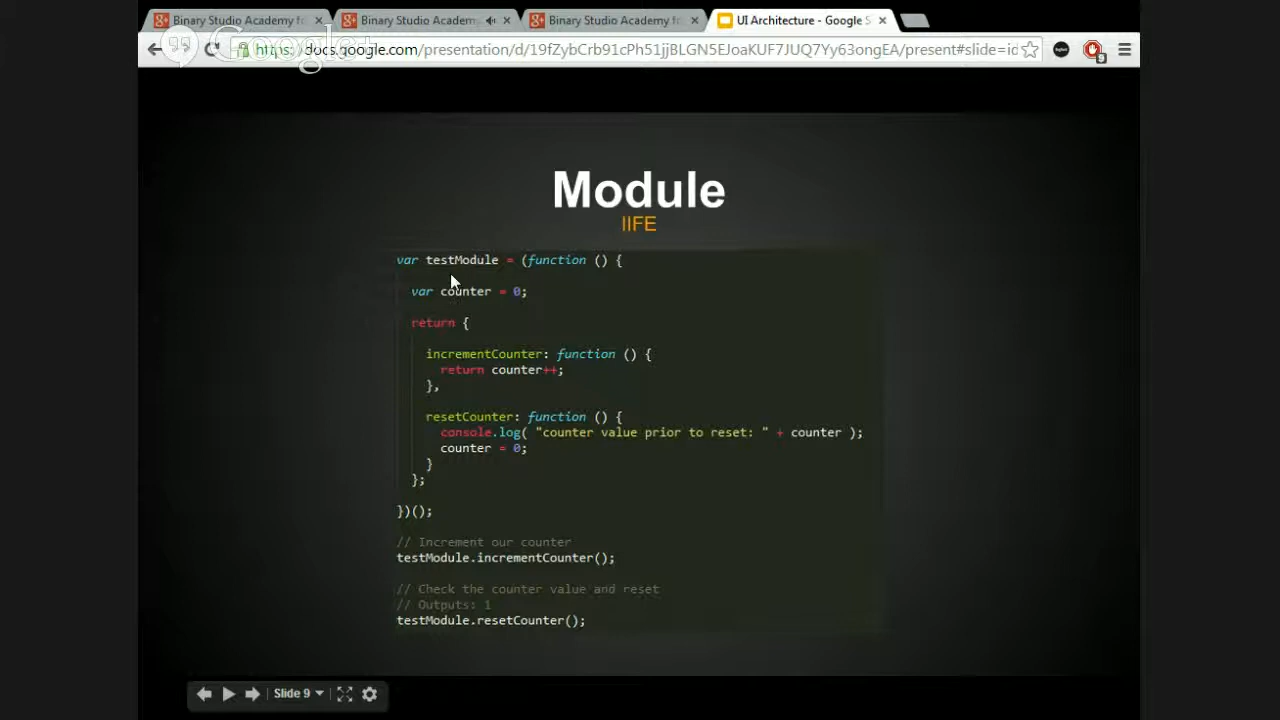 Binary Studio Academy fo
Binary Studio Academy
Binary Studio Academy fo
UI Architecture - Google S
https://docs.google.com/presentation/d/19fZybCrb91cPh51jjBLGN5EJoaKUF7JUQ7Yy63ongEA/present#slide=id
Google+
9
Module
IIFE
var testModule = (function () {
var counter = 0;
return {
incrementCounter: function () {
return counter++;
},
resetCounter: function () {
console.log( "counter value prior to reset: " + counter );
counter = 0;
}
};
})();
// Increment our counter
testModule.incrementCounter();
// Check the counter value and reset
// Outputs: 1
testModule.resetCounter();
Slide 9